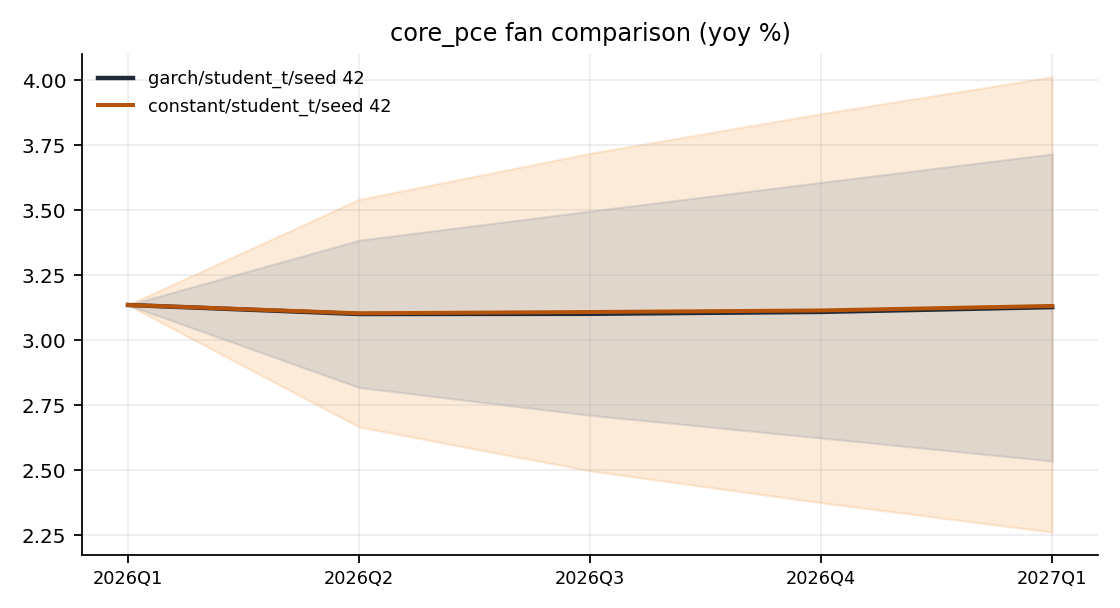 core_pce fan comparison (yoy %)
garch/student_t/seed 42
constant/student_t/seed 42
4.00
3.75
3.50
3.25
3.00
2.75
2.50
2.25
2026Q1 2026Q2 2026Q3 2026Q4 2027Q1